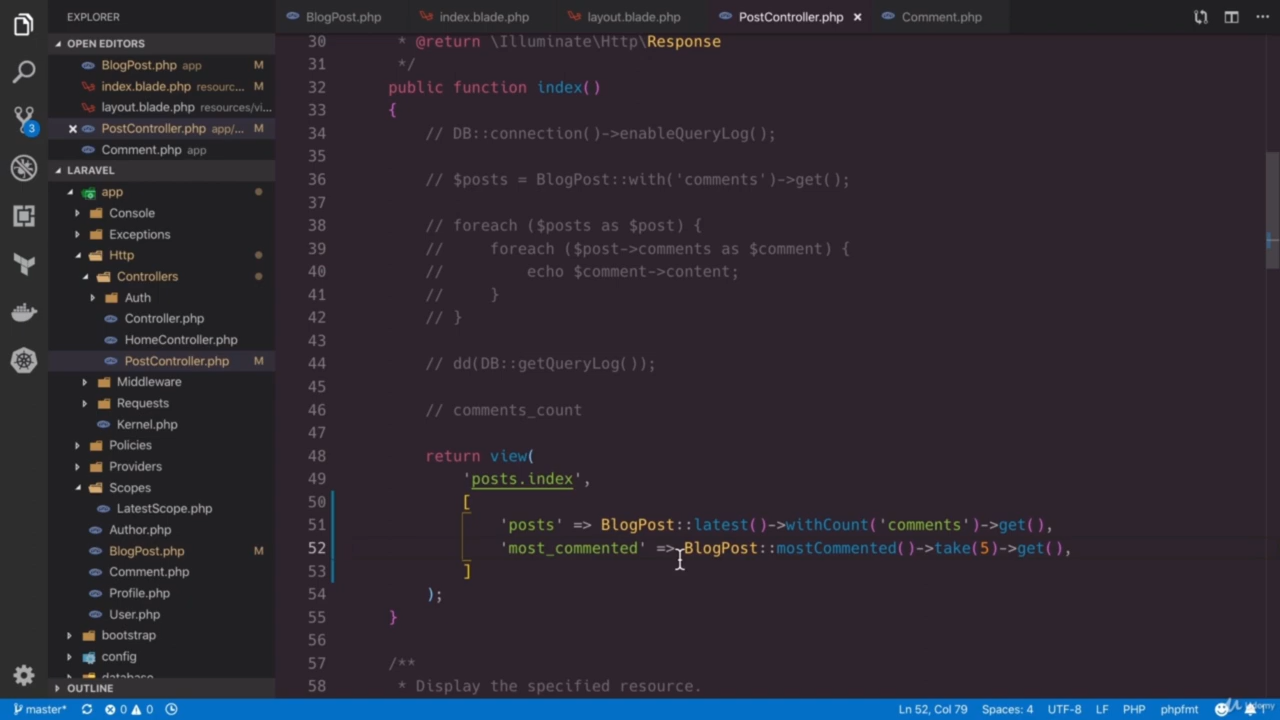 EXPLORER
OPEN EDITORS
BlogPost.php app M
index.blade.php resourc... M
layout.blade.php resources/vi...
PostController.php app/... M
Comment.php app
LARAVEL
app
Console
Exceptions
Http
Controllers
Auth
Controller.php
HomeController.php
PostController.php M
Middleware
Requests
Kernel.php
Policies
Providers
Scopes
LatestScope.php
Author.php
BlogPost.php M
Comment.php
Profile.php
User.php
bootstrap
config
database
OUTLINE
BlogPost.php index.blade.php layout.blade.php PostController.php Comment.php
30 * @return \Illuminate\Http\Response
31 */
32 public function index()
33 {
34 // DB::connection()->enableQueryLog();
35
36 // $posts = BlogPost::with('comments')->get();
37
38 // foreach ($posts as $post) {
39 // foreach ($post->comments as $comment) {
40 // echo $comment->content;
41 // }
42 // }
43
44 // dd(DB::getQueryLog());
45
46 // comments_count
47
48 return view(
49 'posts.index',
50 [
51 'posts' => BlogPost::latest()->withCount('comments')->get(),
52 'most_commented' => BlogPost::mostCommented()->take(5)->get(),
53 ]
54 );
55 }
56
57 /**
58 * Display the specified resource.
3
master* 0 0 Ln 52, Col 79 Spaces: 4 UTF-8 LF PHP phpfmt 1
Udemy